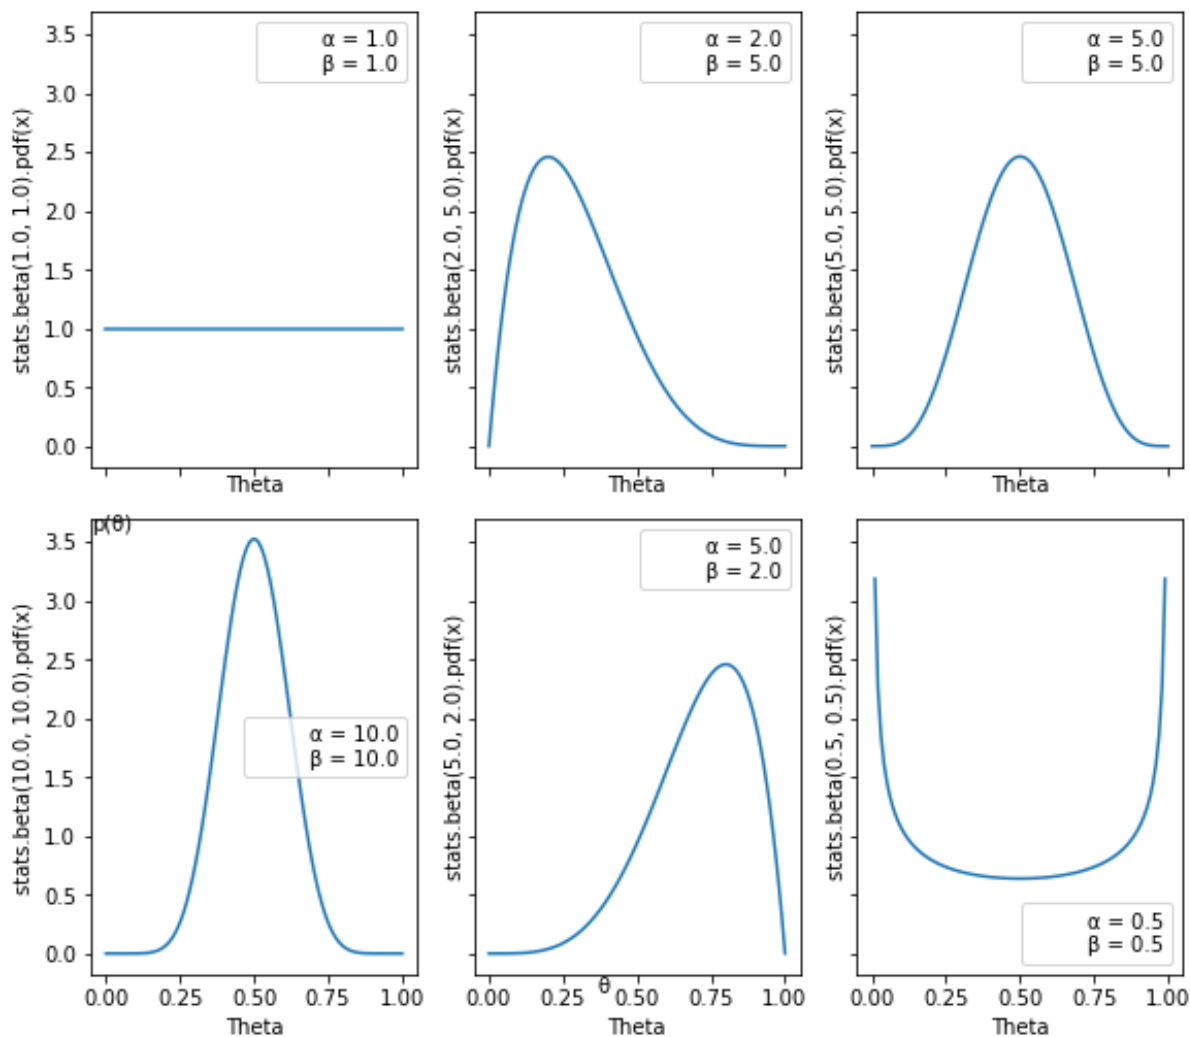 stats.beta(1.0, 1.0).pdf(x)
3.5
3.0
2.5
2.0
1.5
1.0
0.5
0.0
α = 1.0
β = 1.0
Theta
stats.beta(2.0, 5.0).pdf(x)
α = 2.0
β = 5.0
Theta
stats.beta(5.0, 5.0).pdf(x)
α = 5.0
β = 5.0
Theta
p(θ)
stats.beta(10.0, 10.0).pdf(x)
3.5
3.0
2.5
2.0
1.5
1.0
0.5
0.0
α = 10.0
β = 10.0
0.00 0.25 0.50 0.75 1.00
Theta
stats.beta(5.0, 2.0).pdf(x)
α = 5.0
β = 2.0
θ
0.00 0.25 0.50 0.75 1.00
Theta
stats.beta(0.5, 0.5).pdf(x)
α = 0.5
β = 0.5
0.00 0.25 0.50 0.75 1.00
Theta